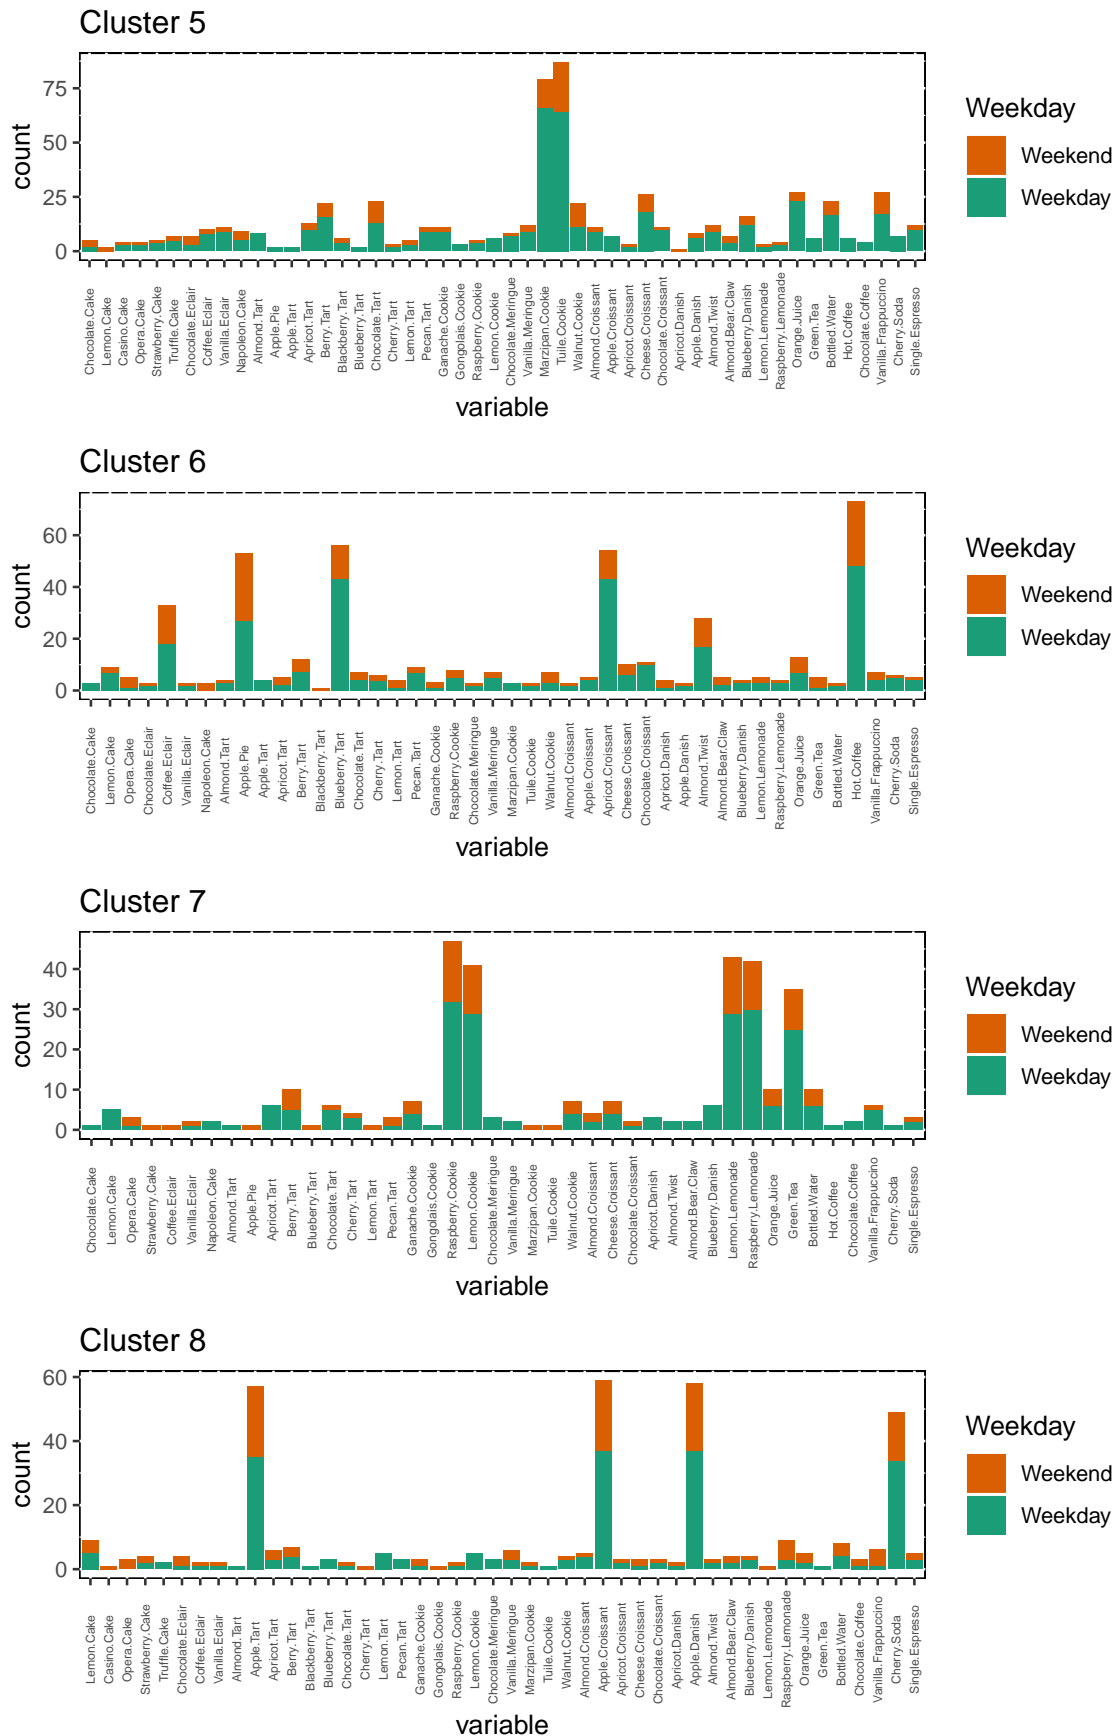 Cluster 5
75
50
25
0
count
Chocolate.Cake
Lemon.Cake
Casino.Cake
Opera.Cake
Strawberry.Cake
Truffle.Cake
Chocolate.Eclair
Coffee.Eclair
Vanilla.Eclair
Napoleon.Cake
Almond.Tart
Apple.Pie
Apple.Tart
Apricot.Tart
Berry.Tart
Blackberry.Tart
Blueberry.Tart
Chocolate.Tart
Cherry.Tart
Lemon.Tart
Pecan.Tart
Ganache.Cookie
Gongolais.Cookie
Raspberry.Cookie
Lemon.Cookie
Chocolate.Meringue
Vanilla.Meringue
Marzipan.Cookie
Tuile.Cookie
Walnut.Cookie
Almond.Croissant
Apple.Croissant
Apricot.Croissant
Cheese.Croissant
Chocolate.Croissant
Apricot.Danish
Apple.Danish
Almond.Twist
Almond.Bear.Claw
Blueberry.Danish
Lemon.Lemonade
Raspberry.Lemonade
Orange.Juice
Green.Tea
Bottled.Water
Hot.Coffee
Chocolate.Coffee
Vanilla.Frappuccino
Cherry.Soda
Single.Espresso
variable
Weekday
Weekend
Weekday
Cluster 6
60
40
20
0
count
Chocolate.Cake
Lemon.Cake
Opera.Cake
Chocolate.Eclair
Coffee.Eclair
Vanilla.Eclair
Napoleon.Cake
Almond.Tart
Apple.Pie
Apple.Tart
Apricot.Tart
Berry.Tart
Blackberry.Tart
Blueberry.Tart
Chocolate.Tart
Cherry.Tart
Lemon.Tart
Pecan.Tart
Ganache.Cookie
Raspberry.Cookie
Chocolate.Meringue
Vanilla.Meringue
Marzipan.Cookie
Tuile.Cookie
Walnut.Cookie
Almond.Croissant
Apple.Croissant
Apricot.Croissant
Cheese.Croissant
Chocolate.Croissant
Apricot.Danish
Apple.Danish
Almond.Twist
Almond.Bear.Claw
Blueberry.Danish
Lemon.Lemonade
Raspberry.Lemonade
Orange.Juice
Green.Tea
Bottled.Water
Hot.Coffee
Vanilla.Frappuccino
Cherry.Soda
Single.Espresso
variable
Weekday
Weekend
Weekday
Cluster 7
40
30
20
10
0
count
Chocolate.Cake
Lemon.Cake
Opera.Cake
Strawberry.Cake
Coffee.Eclair
Vanilla.Eclair
Napoleon.Cake
Almond.Tart
Apple.Pie
Apricot.Tart
Berry.Tart
Blueberry.Tart
Chocolate.Tart
Cherry.Tart
Lemon.Tart
Pecan.Tart
Ganache.Cookie
Gongolais.Cookie
Raspberry.Cookie
Lemon.Cookie
Chocolate.Meringue
Vanilla.Meringue
Marzipan.Cookie
Tuile.Cookie
Walnut.Cookie
Almond.Croissant
Cheese.Croissant
Chocolate.Croissant
Apricot.Danish
Almond.Twist
Almond.Bear.Claw
Blueberry.Danish
Lemon.Lemonade
Raspberry.Lemonade
Orange.Juice
Green.Tea
Bottled.Water
Hot.Coffee
Chocolate.Coffee
Vanilla.Frappuccino
Cherry.Soda
Single.Espresso
variable
Weekday
Weekend
Weekday
Cluster 8
60
40
20
0
count
Lemon.Cake
Casino.Cake
Opera.Cake
Strawberry.Cake
Truffle.Cake
Chocolate.Eclair
Coffee.Eclair
Vanilla.Eclair
Almond.Tart
Apple.Tart
Apricot.Tart
Berry.Tart
Blackberry.Tart
Blueberry.Tart
Chocolate.Tart
Cherry.Tart
Lemon.Tart
Pecan.Tart
Ganache.Cookie
Gongolais.Cookie
Raspberry.Cookie
Lemon.Cookie
Chocolate.Meringue
Vanilla.Meringue
Marzipan.Cookie
Tuile.Cookie
Walnut.Cookie
Almond.Croissant
Apple.Croissant
Apricot.Croissant
Cheese.Croissant
Chocolate.Croissant
Apricot.Danish
Apple.Danish
Almond.Twist
Almond.Bear.Claw
Blueberry.Danish
Lemon.Lemonade
Raspberry.Lemonade
Orange.Juice
Green.Tea
Bottled.Water
Chocolate.Coffee
Vanilla.Frappuccino
Cherry.Soda
Single.Espresso
variable
Weekday
Weekend
Weekday